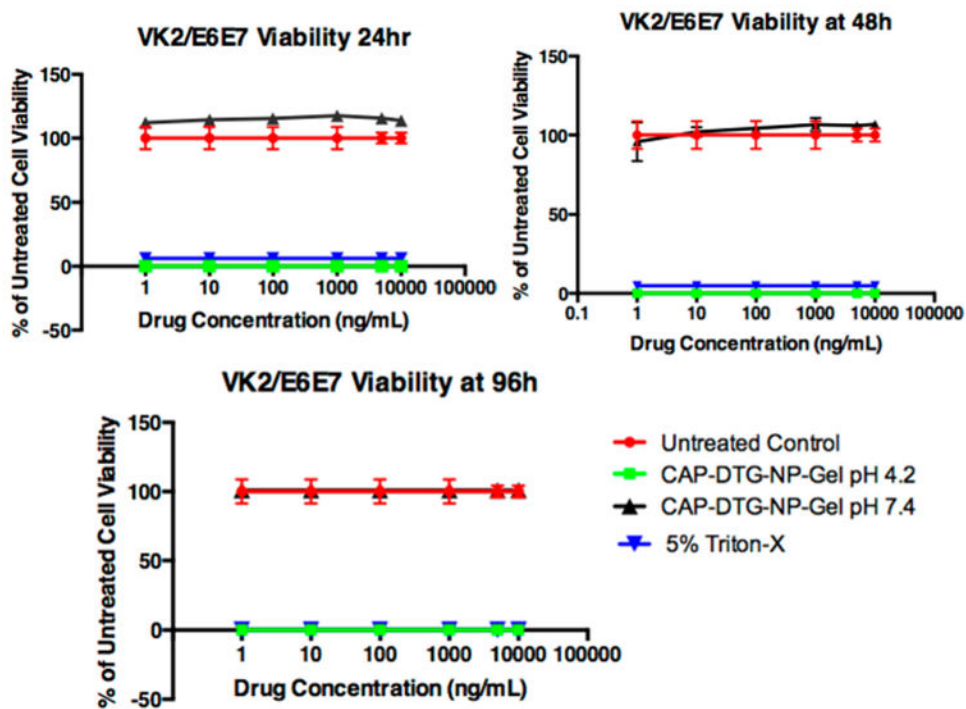 VK2/E6E7 Viability 24hr
% of Untreated Cell Viability
150
100
50
0
-50
1 10 100 1000 10000 100000
Drug Concentration (ng/mL)
VK2/E6E7 Viability at 48h
% of Untreated Cell Viability
150
100
50
0
0.1 1 10 100 1000 10000 100000
Drug Concentration (ng/mL)
VK2/E6E7 Viability at 96h
% of Untreated Cell Viability
150
100
50
0
-50
1 10 100 1000 10000 100000
Drug Concentration (ng/mL)
Untreated Control
CAP-DTG-NP-Gel pH 4.2
CAP-DTG-NP-Gel pH 7.4
5% Triton-X